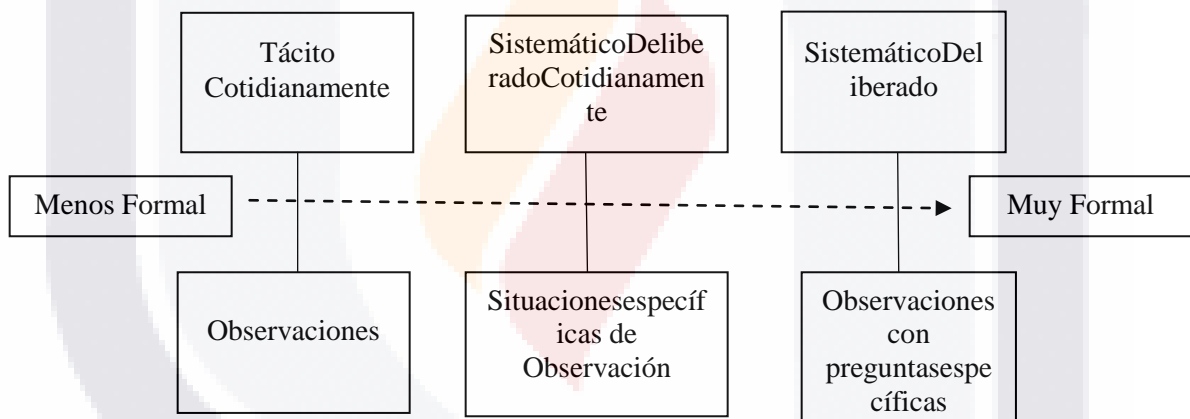 Tácito
Cotidianamente
SistemáticoDelibe
radoCotidianamen
te
SistemáticoDel
iberado
Menos Formal
Muy Formal
Observaciones
Situacionesespecíf
icas de
Observación
Observaciones
con
preguntasespe
cíficas